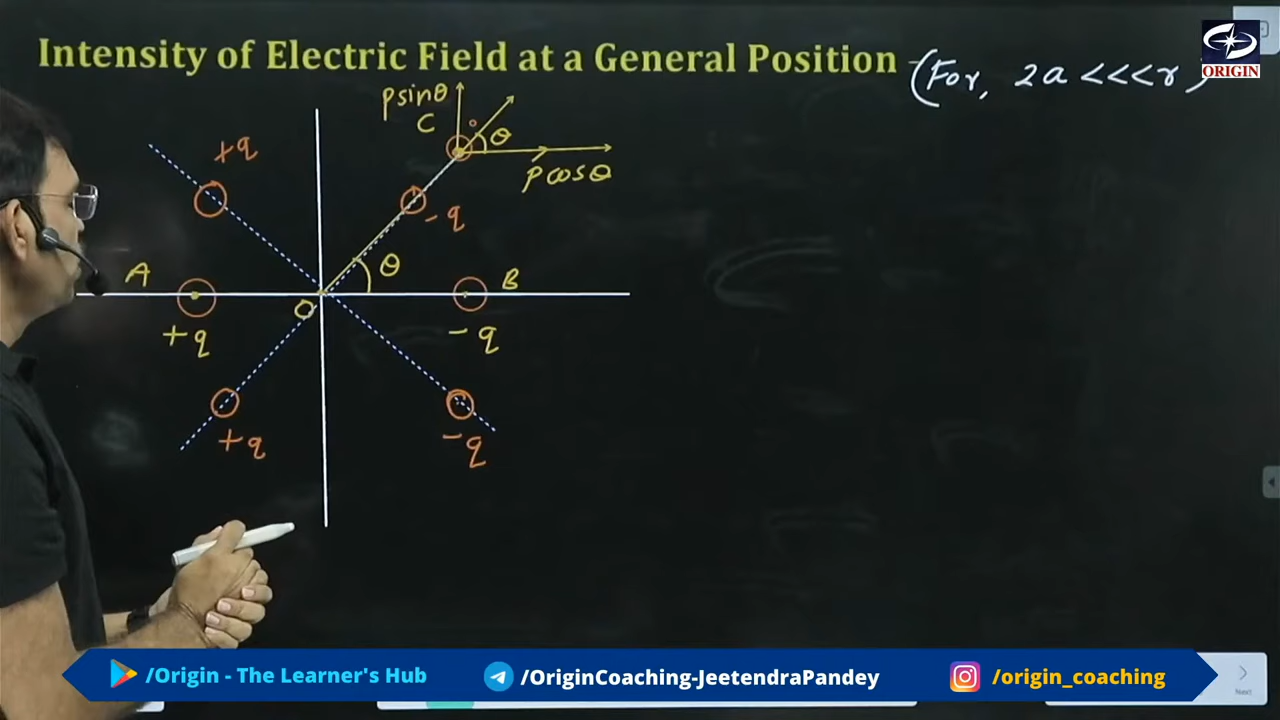 Intensity of Electric Field at a General Position
(For, 2a <<< r)
ORIGIN
psinθ
C
θ
pcosθ
+q
-q
A
θ
B
O
+q
-q
+q
-q
/Origin - The Learner's Hub
/OriginCoaching-JeetendraPandey
/origin_coaching
Next